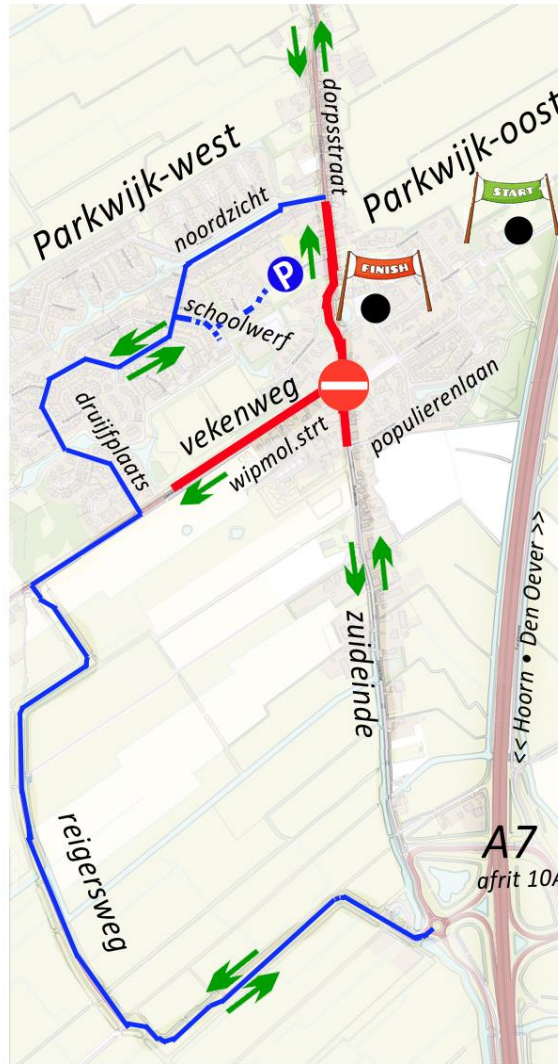 dorpsstraat
Parkwijk-oost
Parkwijk-west
START
noordzicht
P
FINISH
schoolwerf
druijfplaats
vekenweg
wipmol.strt
populierenlaan
zuideinde
<< Hoorn • Den Oever >>
reigersweg
A7
afrit 10A